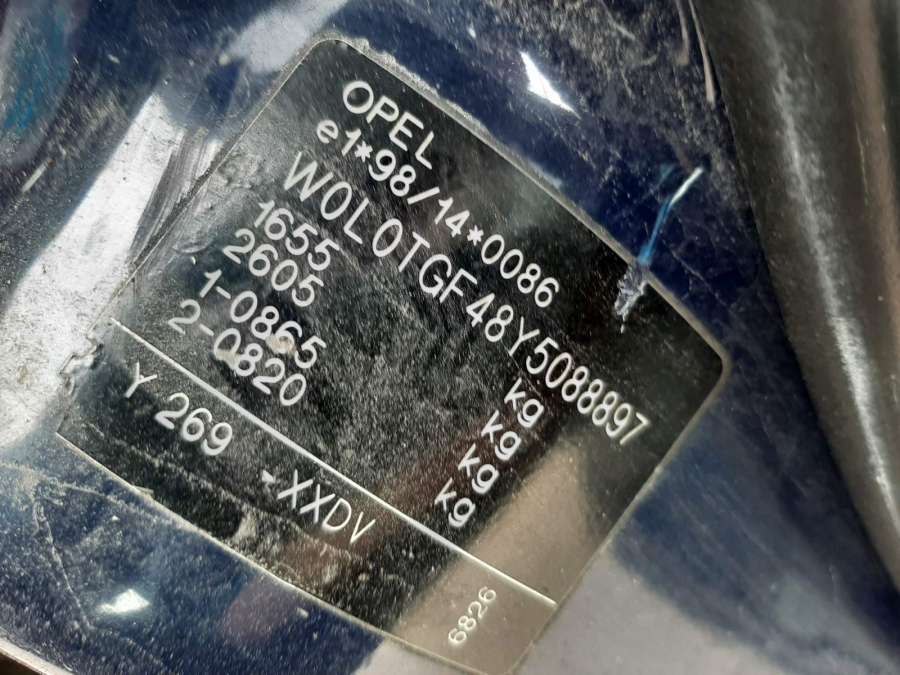 OPEL
e1*98/14*0086
W0L0TGF48Y5088897
1655 kg
2605 kg
1-0865 kg
2-0820 kg
Y 269 -XXDV
6826